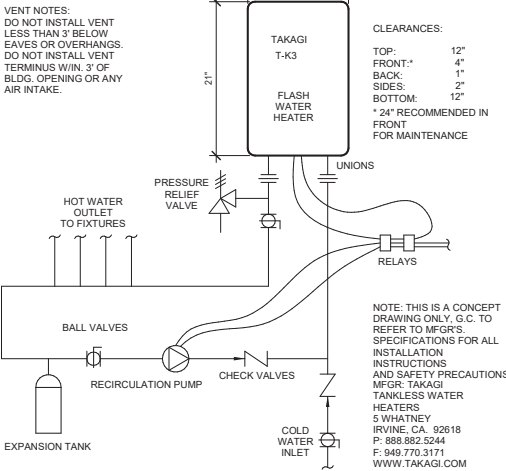 VENT NOTES:
DO NOT INSTALL VENT
LESS THAN 3' BELOW
EAVES OR OVERHANGS.
DO NOT INSTALL VENT
TERMINUS W/IN. 3' OF
BLDG. OPENING OR ANY
AIR INTAKE.
21"
TAKAGI
T-K3
FLASH
WATER
HEATER
CLEARANCES:
TOP: 12"
FRONT:* 4"
BACK: 1"
SIDES: 2"
BOTTOM: 12"
* 24" RECOMMENDED IN
FRONT
FOR MAINTENANCE
UNIONS
PRESSURE
RELIEF
VALVE
HOT WATER
OUTLET
TO FIXTURES
RELAYS
BALL VALVES
RECIRCULATION PUMP
CHECK VALVES
EXPANSION TANK
COLD
WATER
INLET
NOTE: THIS IS A CONCEPT
DRAWING ONLY, G.C. TO
REFER TO MFGR'S.
SPECIFICATIONS FOR ALL
INSTALLATION
INSTRUCTIONS
AND SAFETY PRECAUTIONS
MFGR: TAKAGI
TANKLESS WATER
HEATERS
5 WHATNEY
IRVINE, CA. 92618
P: 888.882.5244
F: 949.770.3171
WWW.TAKAGI.COM